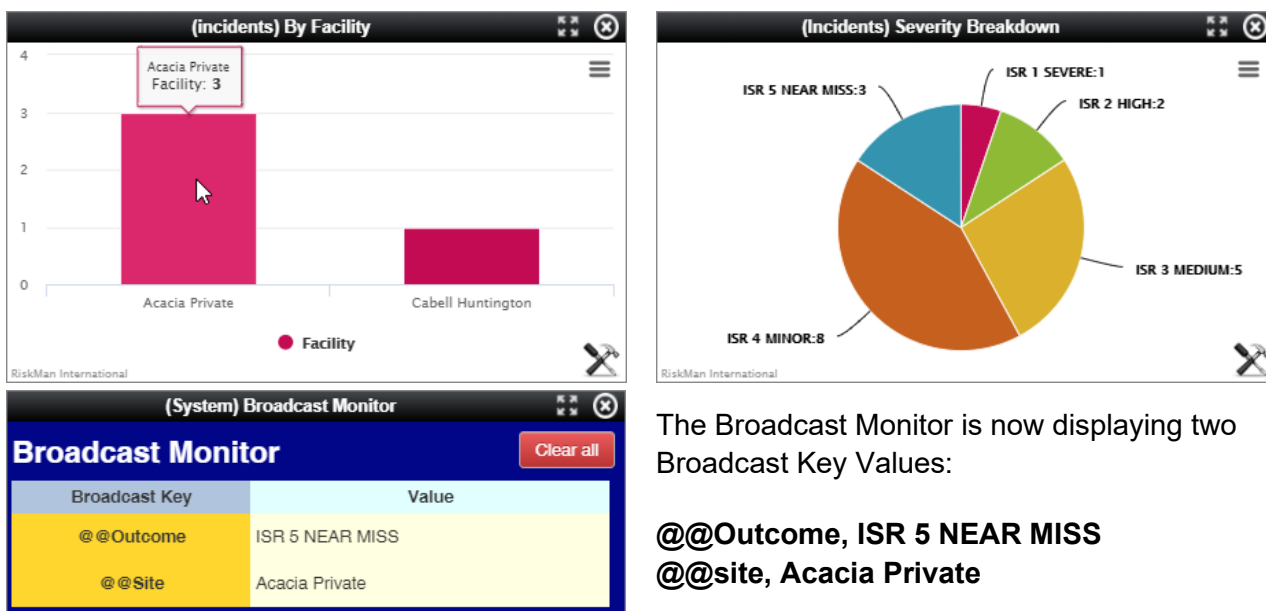 (incidents) By Facility
4
3
2
1
0
Acacia Private
Facility: 3
Acacia Private
Cabell Huntington
Facility
RiskMan International
(Incidents) Severity Breakdown
ISR 1 SEVERE:1
ISR 2 HIGH:2
ISR 3 MEDIUM:5
ISR 4 MINOR:8
ISR 5 NEAR MISS:3
RiskMan International
(System) Broadcast Monitor
Broadcast Monitor
Clear all
Broadcast Key Value
@@Outcome ISR 5 NEAR MISS
@@Site Acacia Private
The Broadcast Monitor is now displaying two
Broadcast Key Values:
@@Outcome, ISR 5 NEAR MISS
@@site, Acacia Private